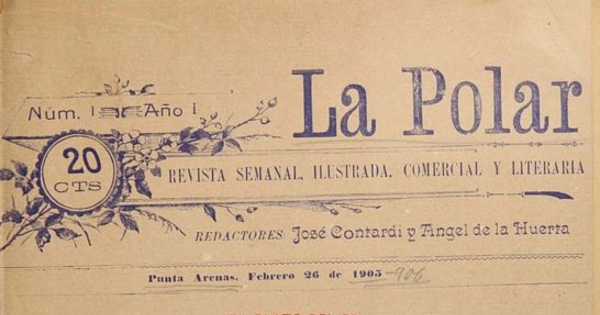 La Polar
Núm. 1 Año 1
20
CTS
REVISTA SEMANAL, ILUSTRADA, COMERCIAL Y LITERARIA
REDACTORES: José Contardi y Angel de la Huerta
Punta Arenas, Febrero 26 de 1905 -906